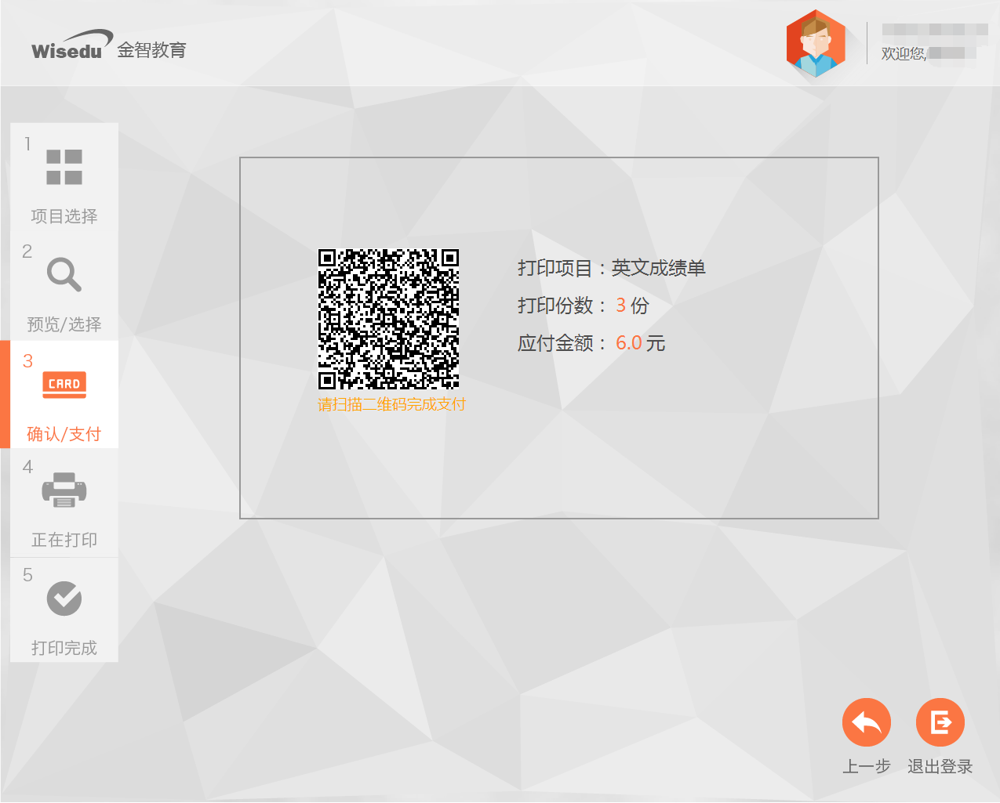 Wisedu 金智教育
欢迎您,
1
项目选择
2
预览/选择
3
CARD
确认/支付
4
正在打印
5
打印完成
打印项目：英文成绩单
打印份数：3 份
应付金额：6.0 元
请扫描二维码完成支付
上一步
退出登录